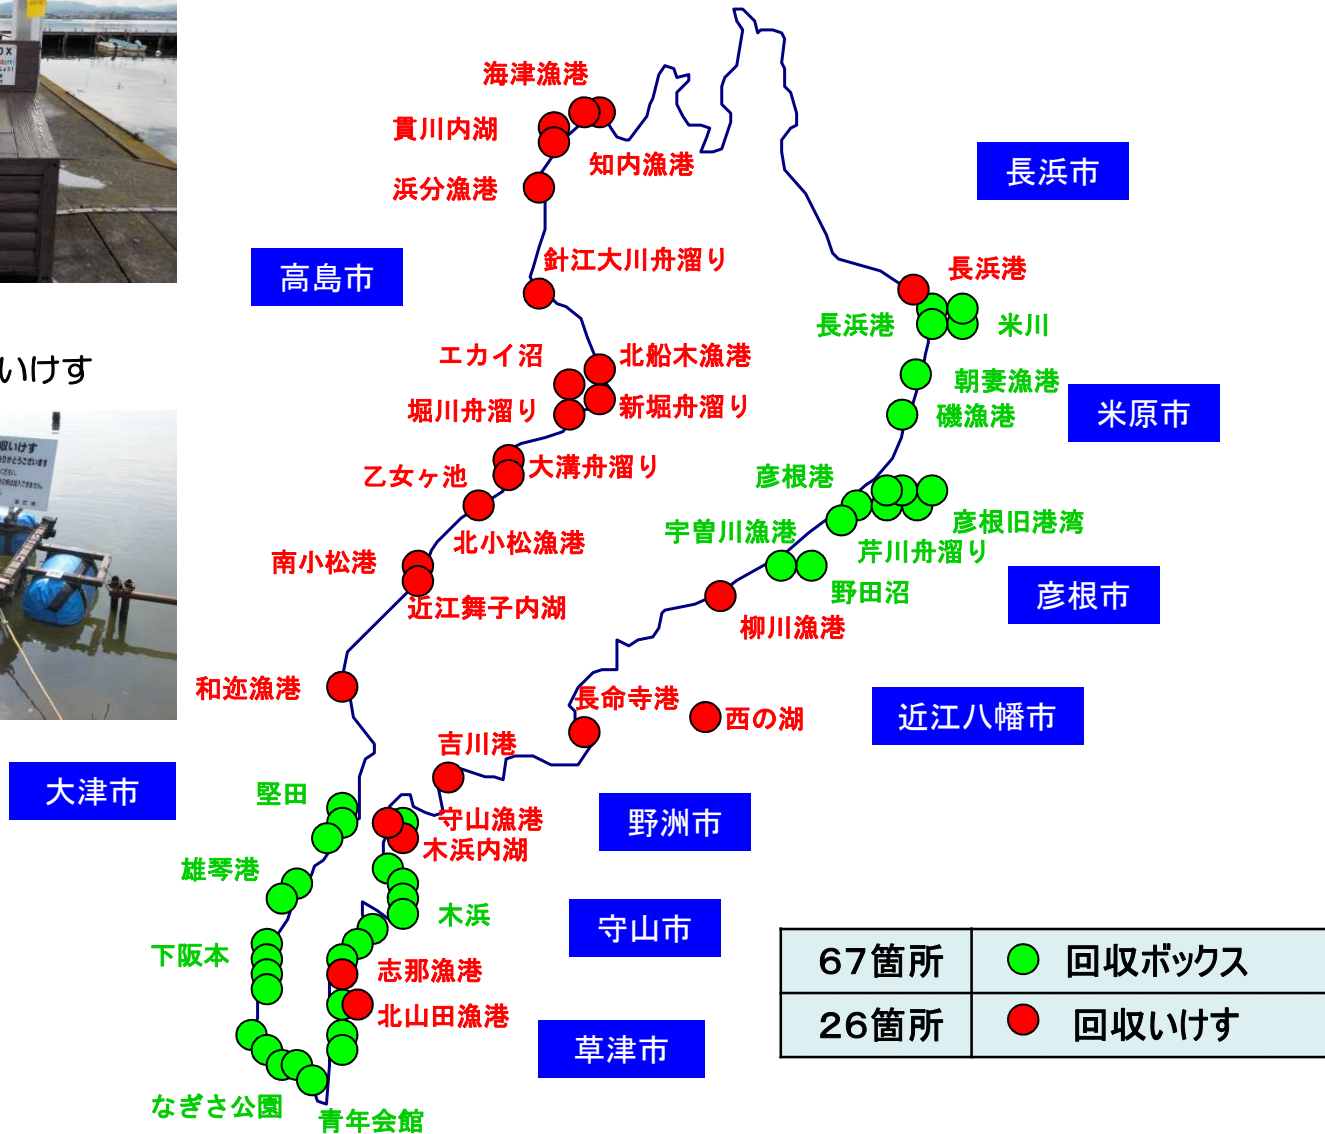 海津漁港
貫川内湖
知内漁港
浜分漁港
長浜市
針江大川舟溜り
高島市
長浜港
長浜港
米川
いけす
エカイ沼
北船木漁港
朝妻漁港
堀川舟溜り
新堀舟溜り
磯漁港
米原市
収いけす
乙女ヶ池
大溝舟溜り
彦根港
彦根旧港湾
宇曽川漁港
北小松漁港
芹川舟溜り
南小松港
野田沼
彦根市
近江舞子内湖
柳川漁港
和迩漁港
長命寺港
西の湖
近江八幡市
吉川港
大津市
堅田
守山漁港
野洲市
木浜内湖
雄琴港
木浜
守山市
下阪本
志那漁港
67箇所 回収ボックス
北山田漁港
26箇所 回収いけす
草津市
なぎさ公園
青年会館